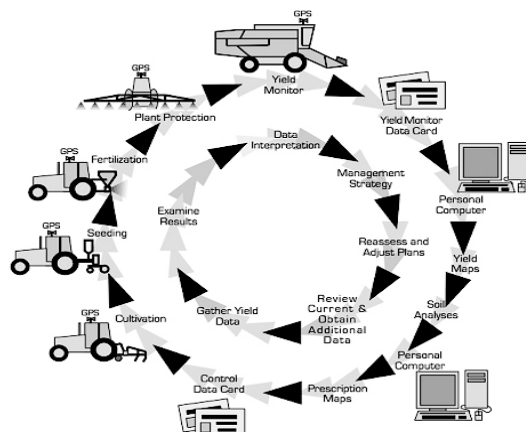 GPS
Yield
Monitor
Yield Monitor
Data Card
Personal
Computer
Yield Maps
Soil
Analyses
Personal
Computer
Prescription
Maps
Control
Data Card
Cultivation
GPS
Seeding
GPS
Fertilization
GPS
Plant Protection
GPS
Data
Interpretation
Management
Strategy
Reassess and
Adjust Plans
Review
Current &
Obtain
Additional
Data
Gather Yield
Data
Examine
Results